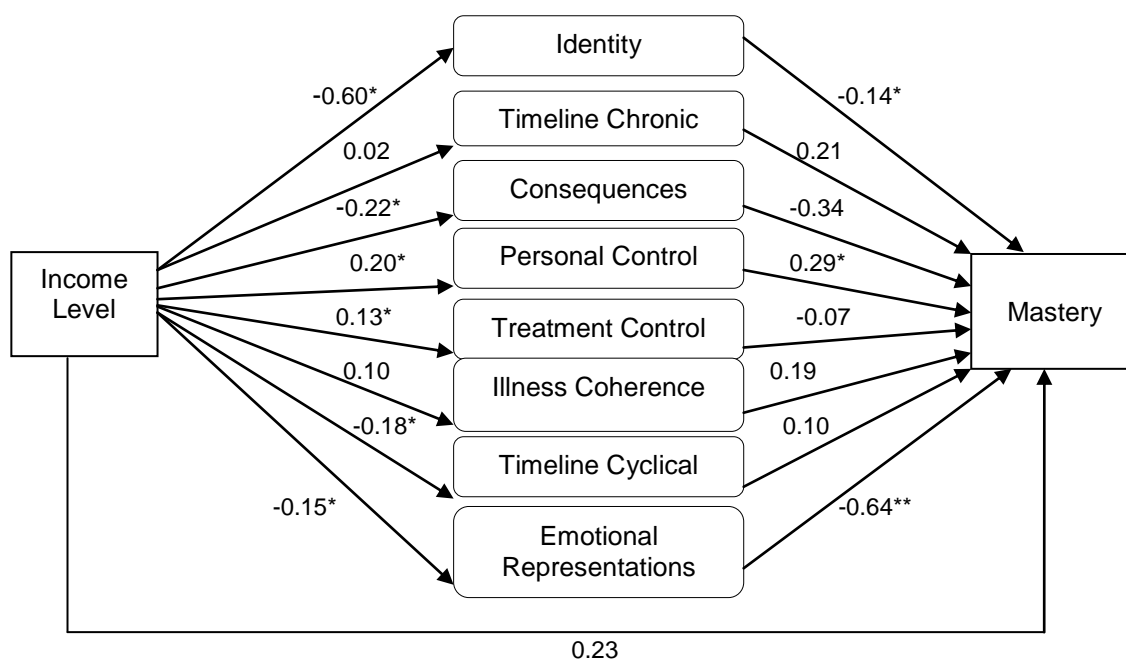 Identity
-0.60*
-0.14*
Timeline Chronic
0.02
0.21
Consequences
-0.22*
-0.34
Income
Level
Personal Control
0.20*
0.29*
Mastery
Treatment Control
0.13*
-0.07
Illness Coherence
0.10
0.19
-0.18*
0.10
Timeline Cyclical
-0.15*
-0.64**
Emotional
Representations
0.23